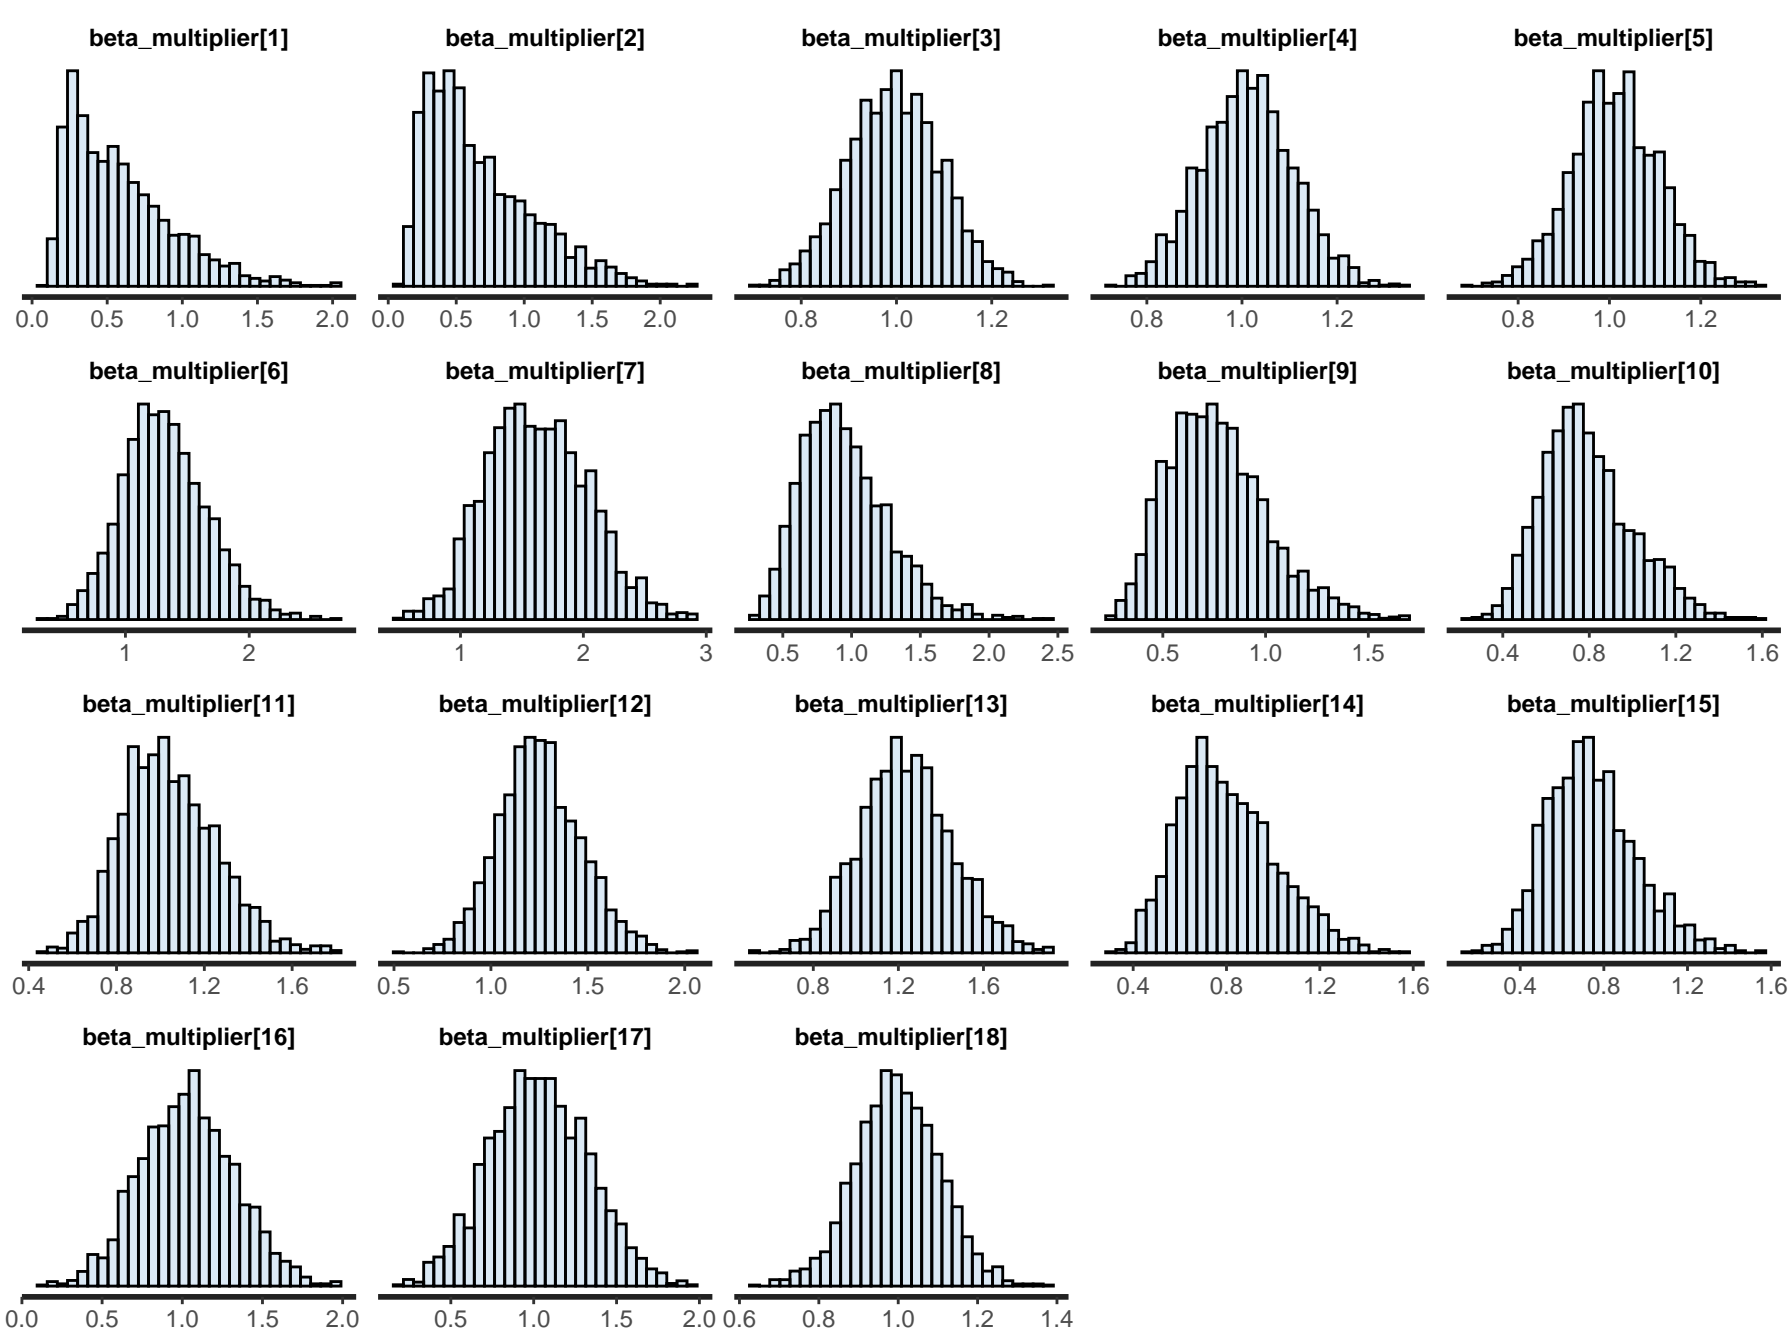 beta_multiplier[1] beta_multiplier[2] beta_multiplier[3] beta_multiplier[4] beta_multiplier[5]
0.0 0.5 1.0 1.5 2.0 0.0 0.5 1.0 1.5 2.0 0.8 1.0 1.2 0.8 1.0 1.2 0.8 1.0 1.2
beta_multiplier[6] beta_multiplier[7] beta_multiplier[8] beta_multiplier[9] beta_multiplier[10]
1 2 1 2 3 0.5 1.0 1.5 2.0 2.5 0.5 1.0 1.5 0.4 0.8 1.2 1.6
beta_multiplier[11] beta_multiplier[12] beta_multiplier[13] beta_multiplier[14] beta_multiplier[15]
0.4 0.8 1.2 1.6 0.5 1.0 1.5 2.0 0.8 1.2 1.6 0.4 0.8 1.2 1.6 0.4 0.8 1.2 1.6
beta_multiplier[16] beta_multiplier[17] beta_multiplier[18]
0.0 0.5 1.0 1.5 2.0 0.5 1.0 1.5 2.0 0.6 0.8 1.0 1.2 1.4